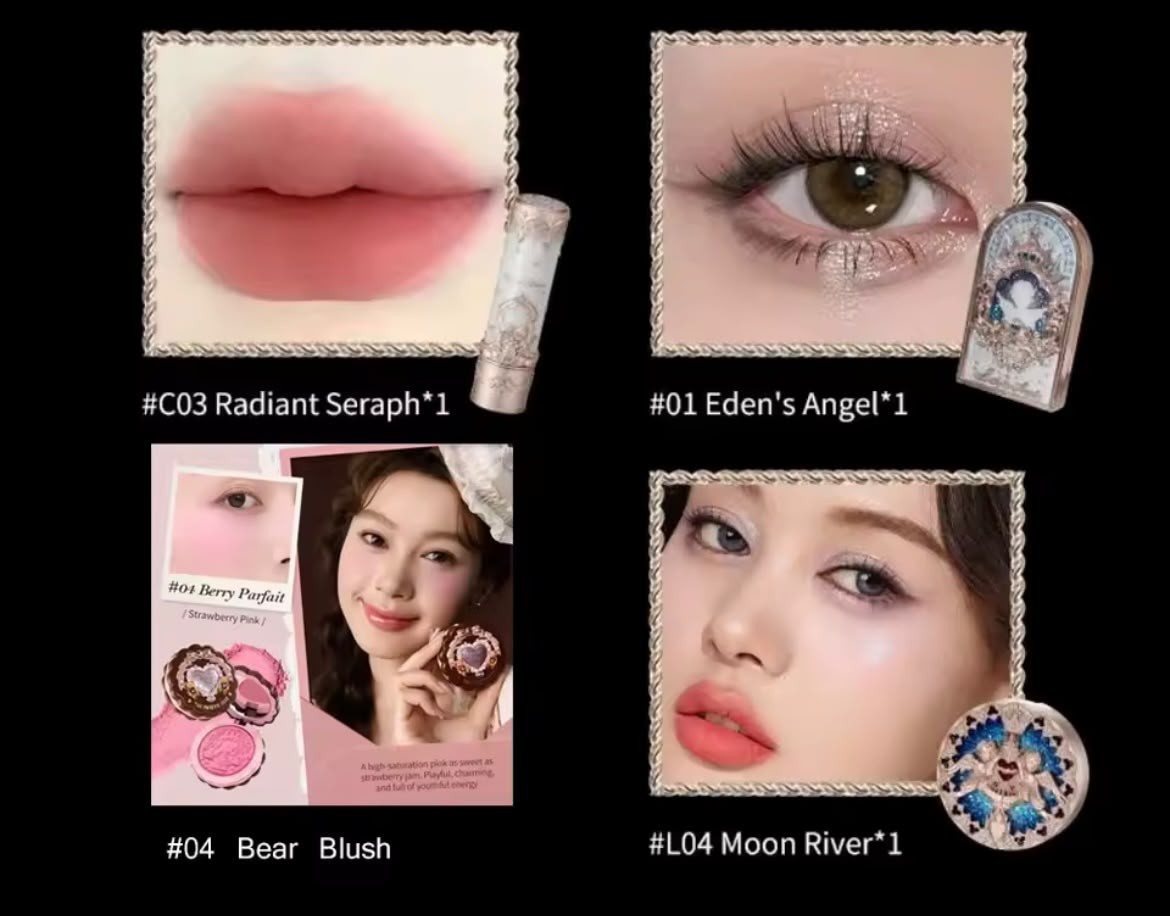 #C03 Radiant Seraph*1
#01 Eden's Angel*1
#04 Berry Parfait
/ Strawberry Pink /
A high-saturation pink as sweet as
strawberry jam. Playful, charming,
and full of youthful energy
#04 Bear Blush
#L04 Moon River*1